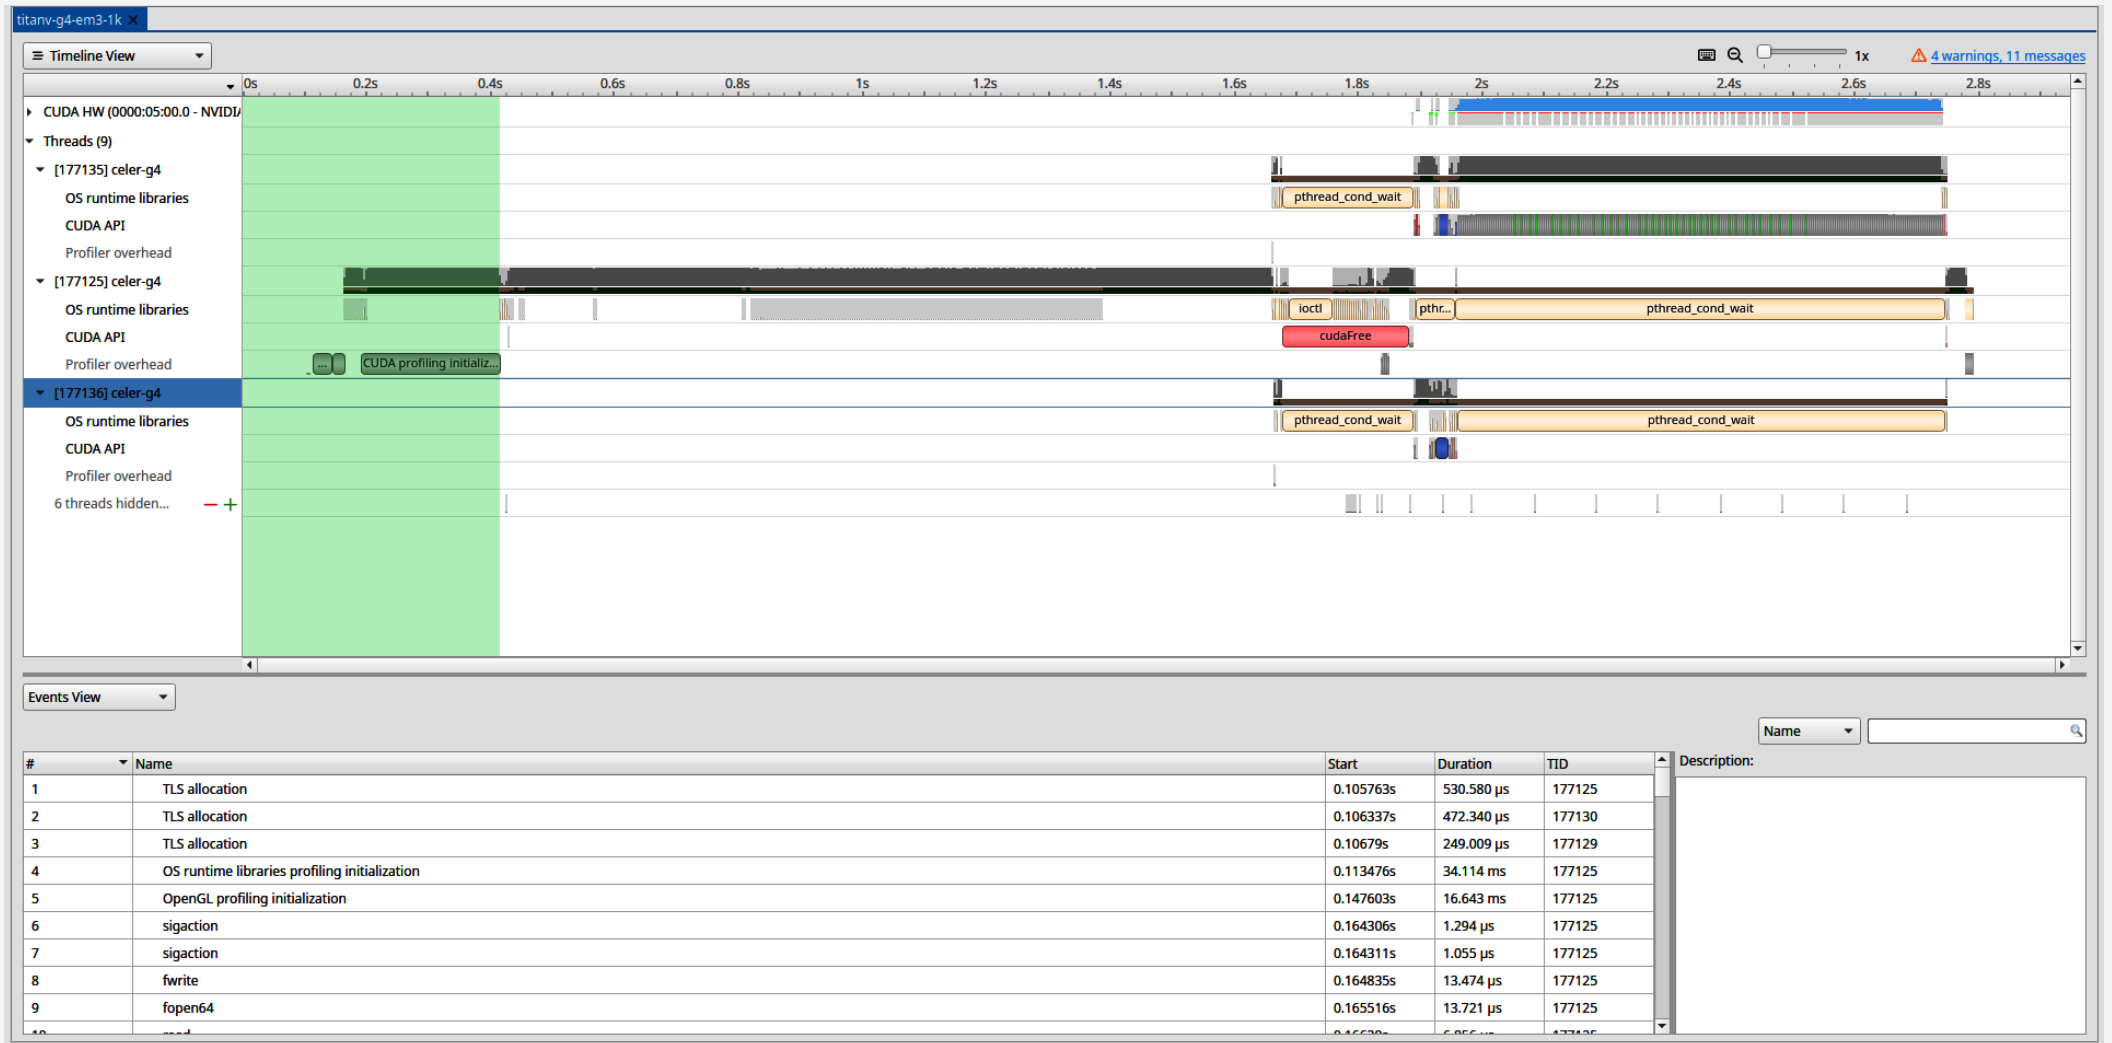 titanv-g4-em3-1k
Timeline View
1x
4 warnings, 11 messages
0s 0.2s 0.4s 0.6s 0.8s 1s 1.2s 1.4s 1.6s 1.8s 2s 2.2s 2.4s 2.6s 2.8s
CUDA HW (0000:05:00.0 - NVIDIA
Threads (9)
[177135] celer-g4
OS runtime libraries pthread_cond_wait
CUDA API
Profiler overhead
[177125] celer-g4
OS runtime libraries ioctl pthr... pthread_cond_wait
CUDA API cudaFree
Profiler overhead ... CUDA profiling initializ...
[177136] celer-g4
OS runtime libraries pthread_cond_wait pthread_cond_wait
CUDA API
Profiler overhead
6 threads hidden... − +
Events View
Name
# Name Start Duration TID Description:
1 TLS allocation 0.105763s 530.580 μs 177125
2 TLS allocation 0.106337s 472.340 μs 177130
3 TLS allocation 0.10679s 249.009 μs 177129
4 OS runtime libraries profiling initialization 0.113476s 34.114 ms 177125
5 OpenGL profiling initialization 0.147603s 16.643 ms 177125
6 sigaction 0.164306s 1.294 μs 177125
7 sigaction 0.164311s 1.055 μs 177125
8 fwrite 0.164835s 13.474 μs 177125
9 fopen64 0.165516s 13.721 μs 177125